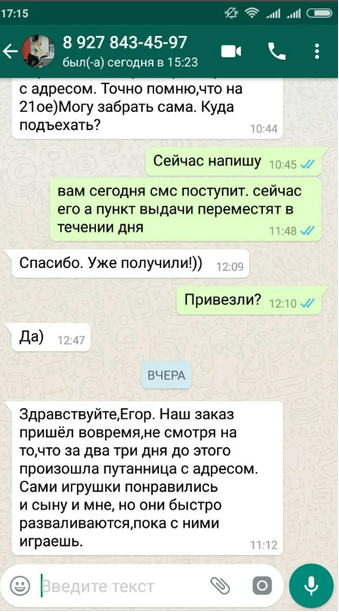 17:15
8 927 843-45-97
был(-а) сегодня в 15:23
с адресом. Точно помню,что на
21ое)Могу забрать сама. Куда
подъехать?
10:44
Сейчас напишу 10:45
вам сегодня смс поступит. сейчас
его а пункт выдачи переместят в
течении дня
11:48
Спасибо. Уже получили!)) 12:09
Привезли? 12:10
Да) 12:47
ВЧЕРА
Здравствуйте,Егор. Наш заказ
пришёл вовремя,не смотря на
то,что за два три дня до этого
произошла путанница с адресом.
Сами игрушки понравились
и сыну и мне, но они быстро
разваливаются,пока с ними
играешь.
11:12
Введите текст